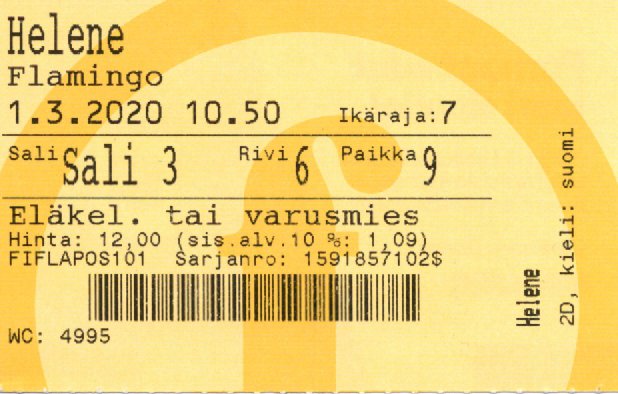 Helene
Flamingo
1.3.2020 10.50 Ikäraja:7
Sali Sali 3 Rivi 6 Paikka 9
Eläkel. tai varusmies
Hinta: 12,00 (sis.alv.10 %: 1,09)
FIFLAPOS101 Sarjanro: 1591857102$
WC: 4995
Helene
2D, kieli: suomi